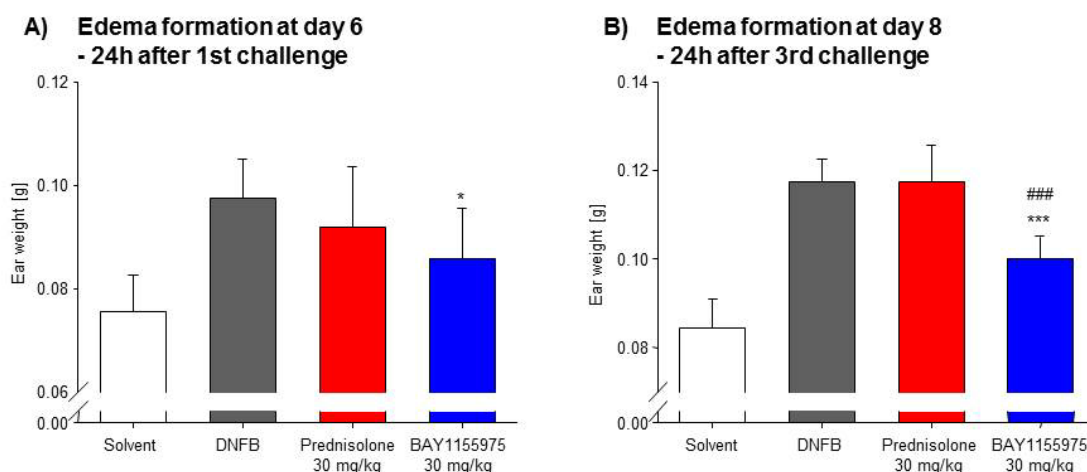 A) Edema formation at day 6
- 24h after 1st challenge
0.12
0.10
0.08
0.06
0.00
Ear weight [g]
*
Solvent
DNFB
Prednisolone
30 mg/kg
BAY1155975
30 mg/kg
B) Edema formation at day 8
- 24h after 3rd challenge
0.14
0.12
0.10
0.08
0.00
Ear weight [g]
###
***
Solvent
DNFB
Prednisolone
30 mg/kg
BAY1155975
30 mg/kg